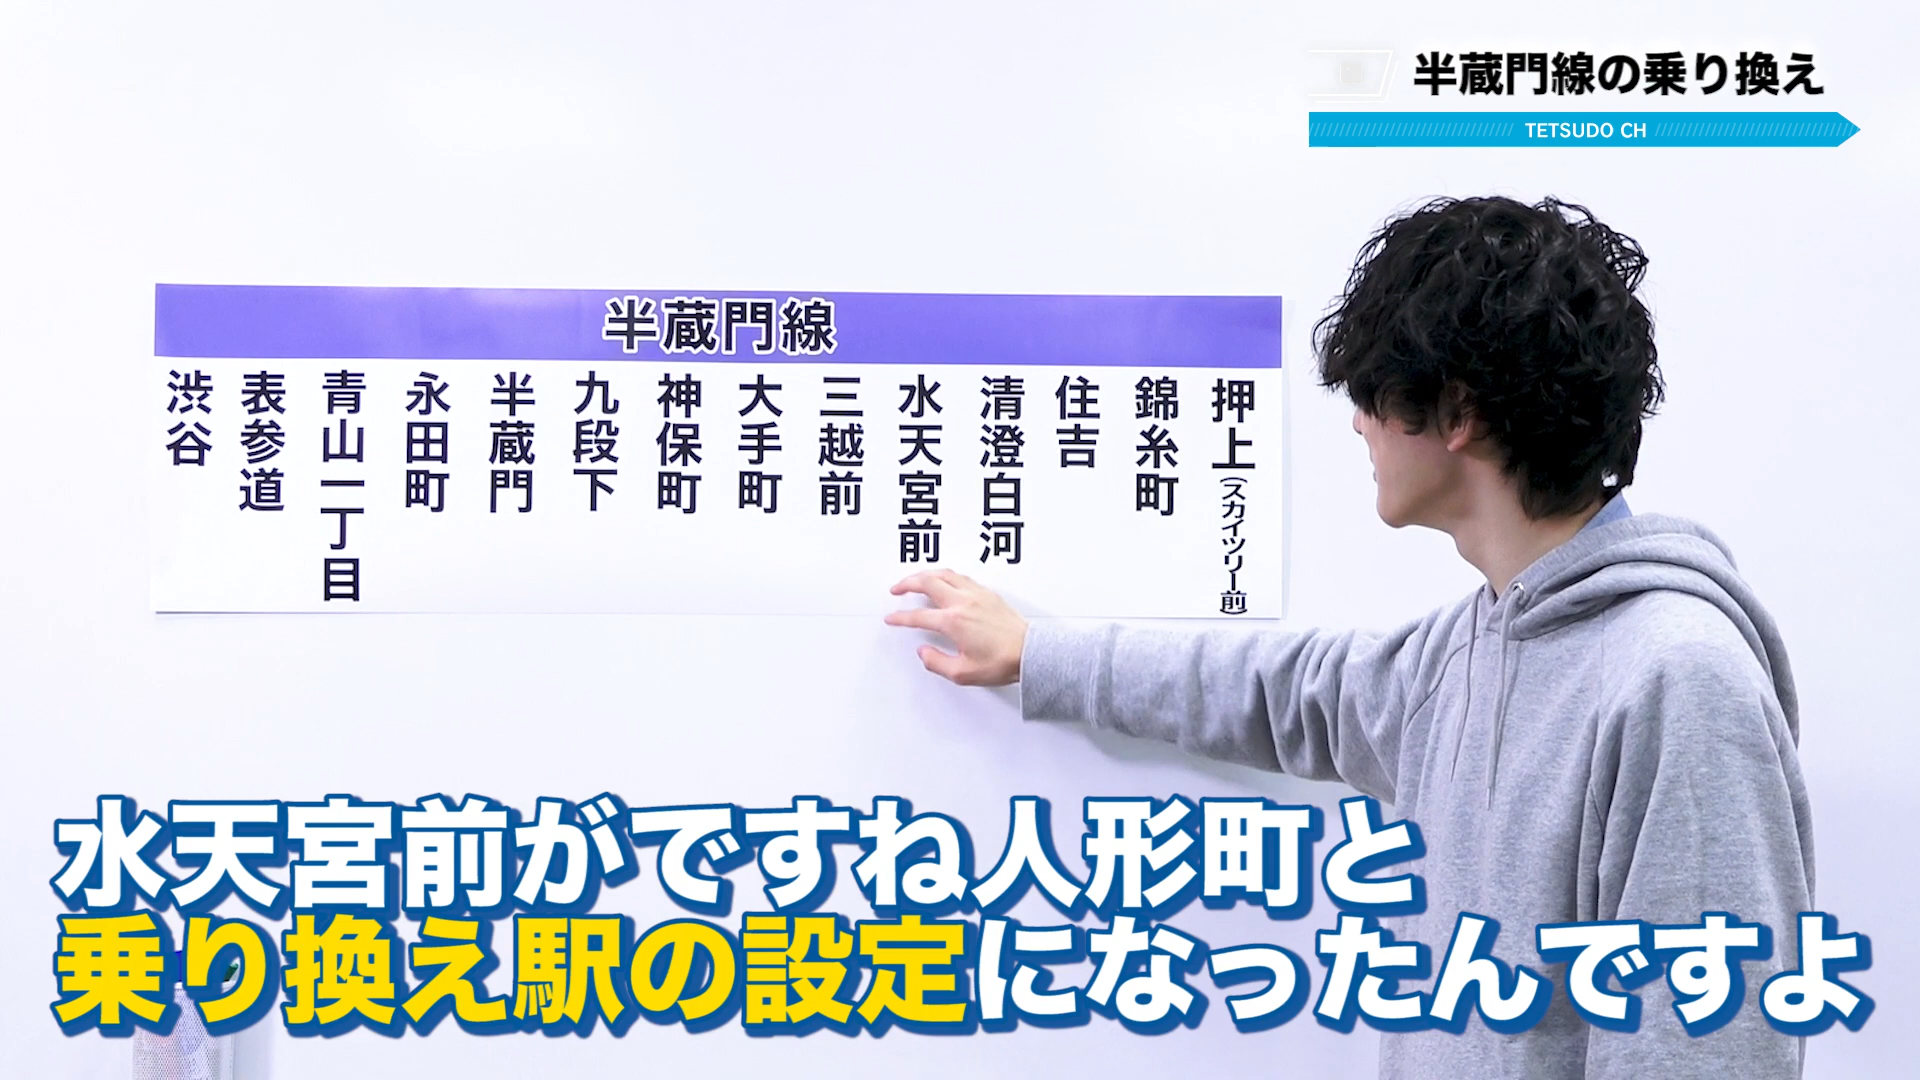 半蔵門線の乗り換え
TETSUDO CH
半蔵門線
渋谷
表参道
青山一丁目
永田町
半蔵門
九段下
神保町
大手町
三越前
水天宮前
清澄白河
住吉
錦糸町
押上(スカイツリー前)
水天宮前がですね人形町と
乗り換え駅の設定になったんですよ